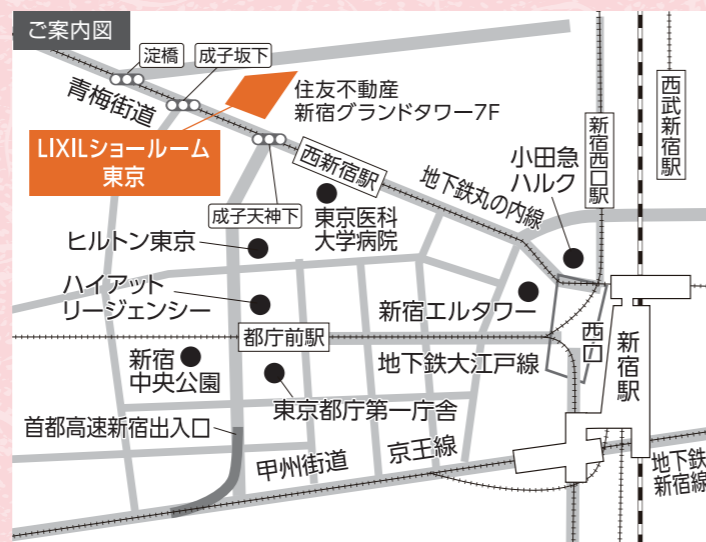 ご案内図
淀橋
成子坂下
青梅街道
住友不動産
新宿グランドタワー7F
LIXILショールーム
東京
西新宿駅
地下鉄丸の内線
小田急
ハルク
新宿西口駅
西武新宿駅
成子天神下
東京医科
大学病院
ヒルトン東京
ハイアット
リージェンシー
新宿エルタワー
都庁前駅
西口
新宿駅
新宿
中央公園
地下鉄大江戸線
東京都庁第一庁舎
首都高速新宿出入口
甲州街道
京王線
地下鉄
新宿線